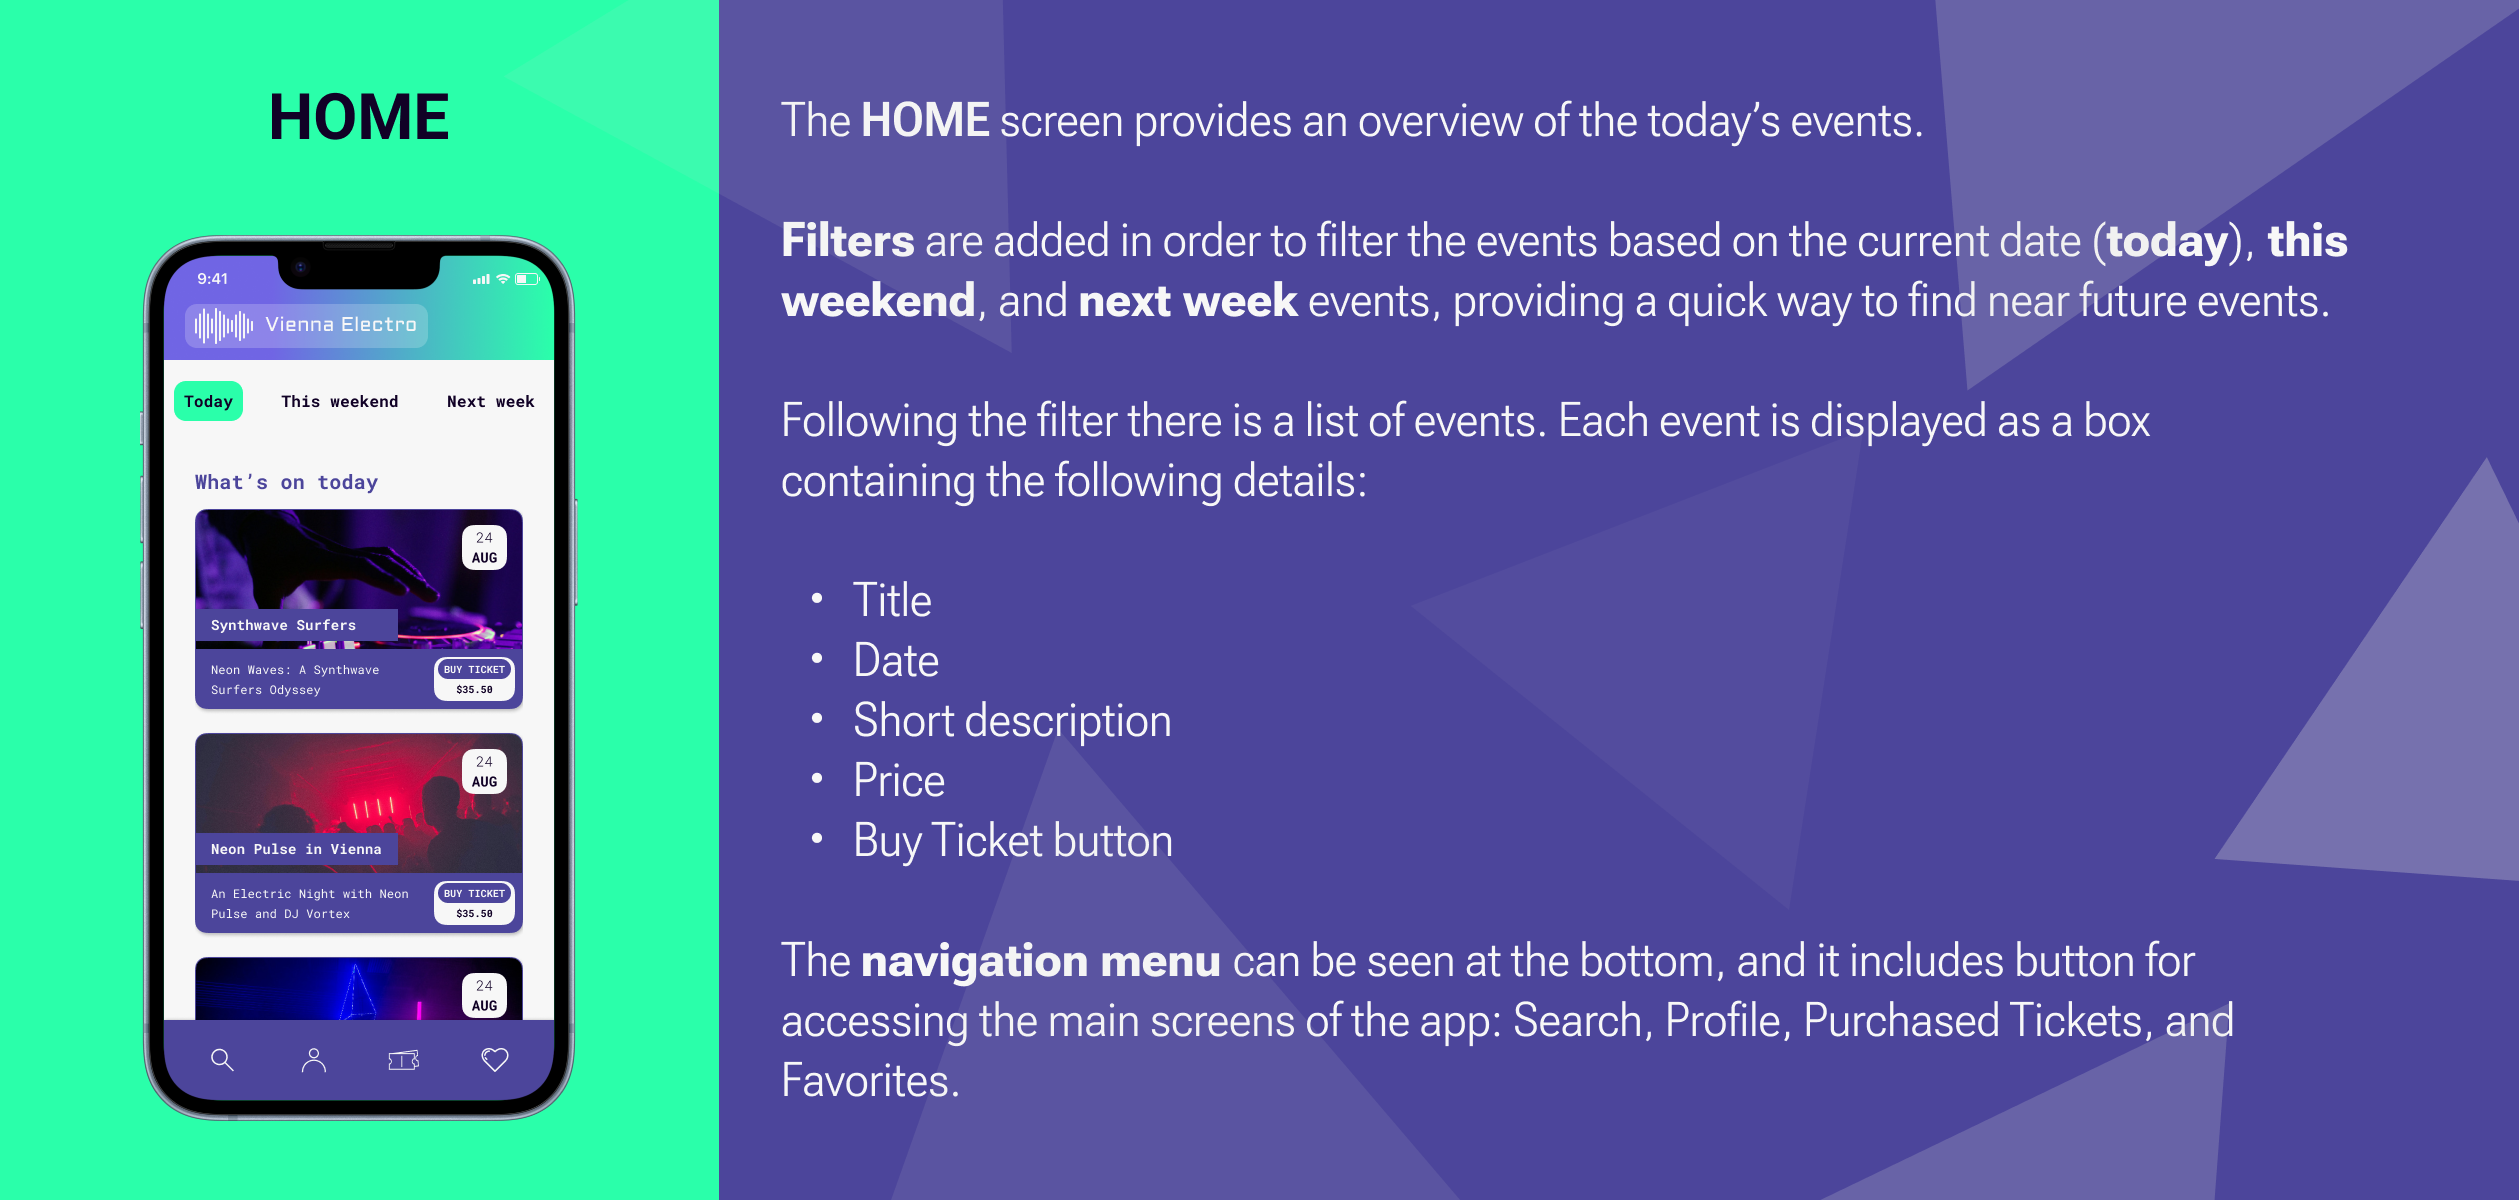 HOME
9:41
Vienna Electro
Today This weekend Next week
What's on today
24
AUG
Synthwave Surfers
Neon Waves: A Synthwave
Surfers Odyssey
BUY TICKET
$35.50
24
AUG
Neon Pulse in Vienna
An Electric Night with Neon
Pulse and DJ Vortex
BUY TICKET
$35.50
24
AUG
The HOME screen provides an overview of the today’s events.
Filters are added in order to filter the events based on the current date (today), this
weekend, and next week events, providing a quick way to find near future events.
Following the filter there is a list of events. Each event is displayed as a box
containing the following details:
• Title
• Date
• Short description
• Price
• Buy Ticket button
The navigation menu can be seen at the bottom, and it includes button for
accessing the main screens of the app: Search, Profile, Purchased Tickets, and
Favorites.